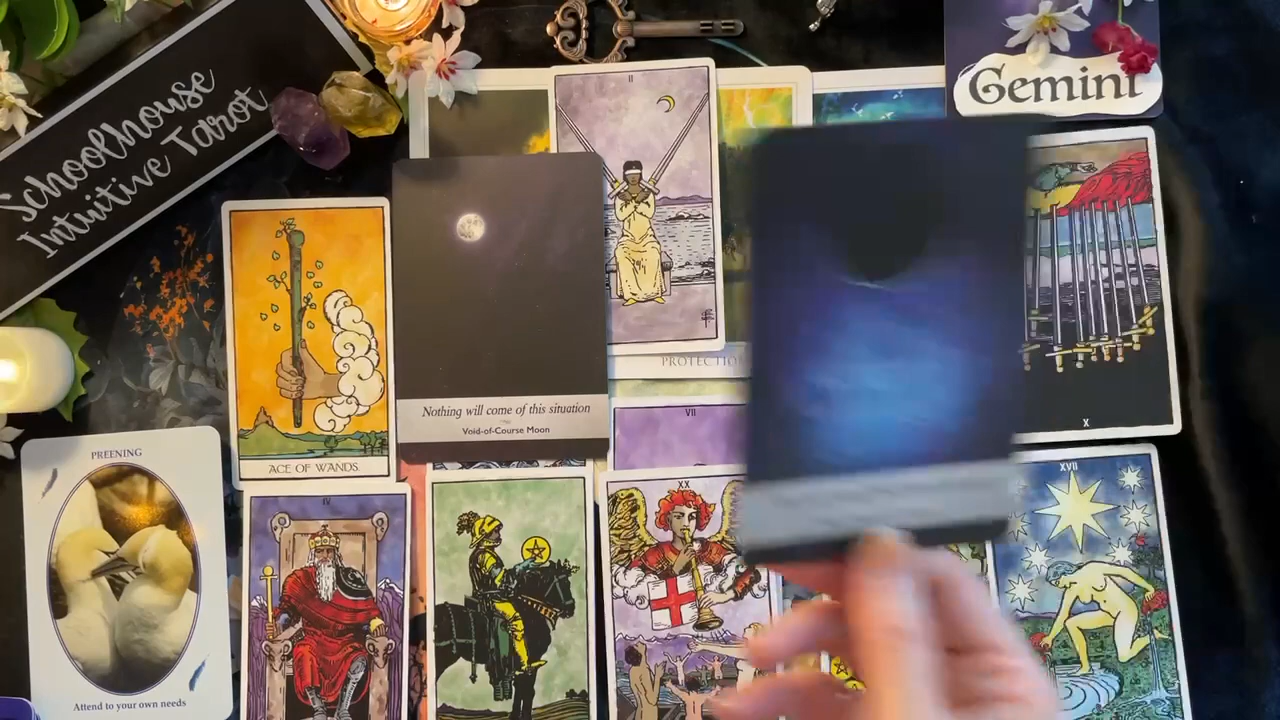 Schoolhouse
Intuitive Tarot
Gemini
II
PROTECTION
X
Nothing will come of this situation
Void-of-Course Moon
VII
ACE OF WANDS.
PREENING
Attend to your own needs
IV
XX
XVII